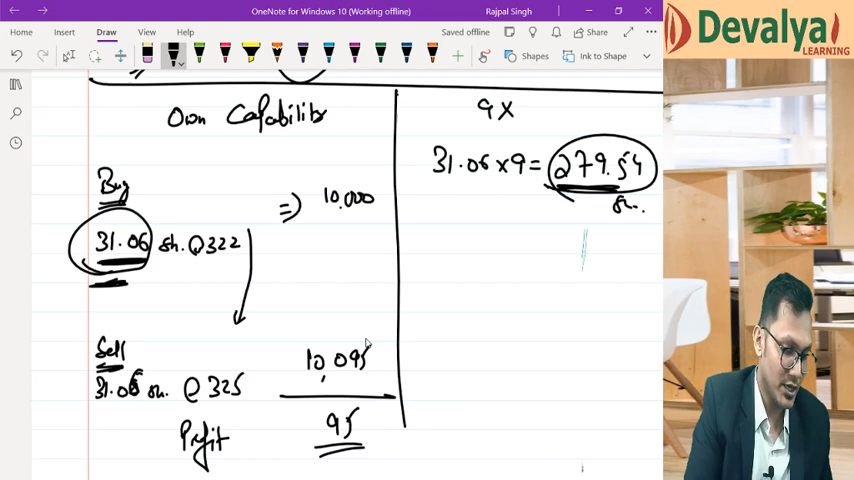 OneNote for Windows 10 (Working offline)
Rajpal Singh
Home
Insert
Draw
View
Help
Saved offline
Share
Shapes
Ink to Shape
Devalya
LEARNING
Own Capability
9X
31.06 x 9 = 279.54
sh.
Buy
=) 10,000
31.06 sh. @322
Sell
10,095
31.06 sh. @ 325
Profit
95